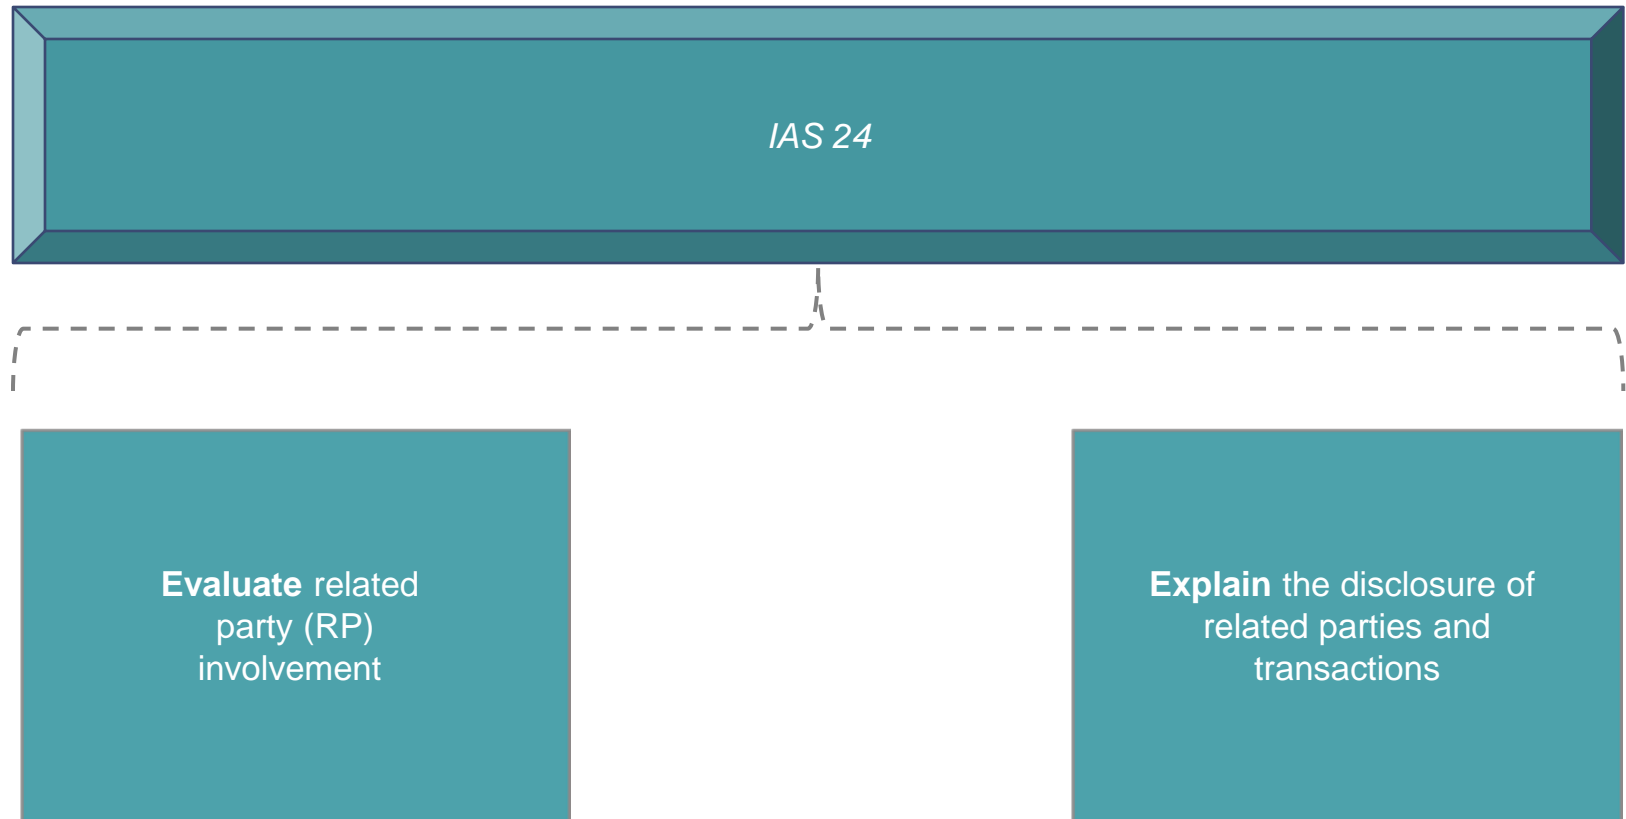 IAS 24
Evaluate related
party (RP)
involvement
Explain the disclosure of
related parties and
transactions